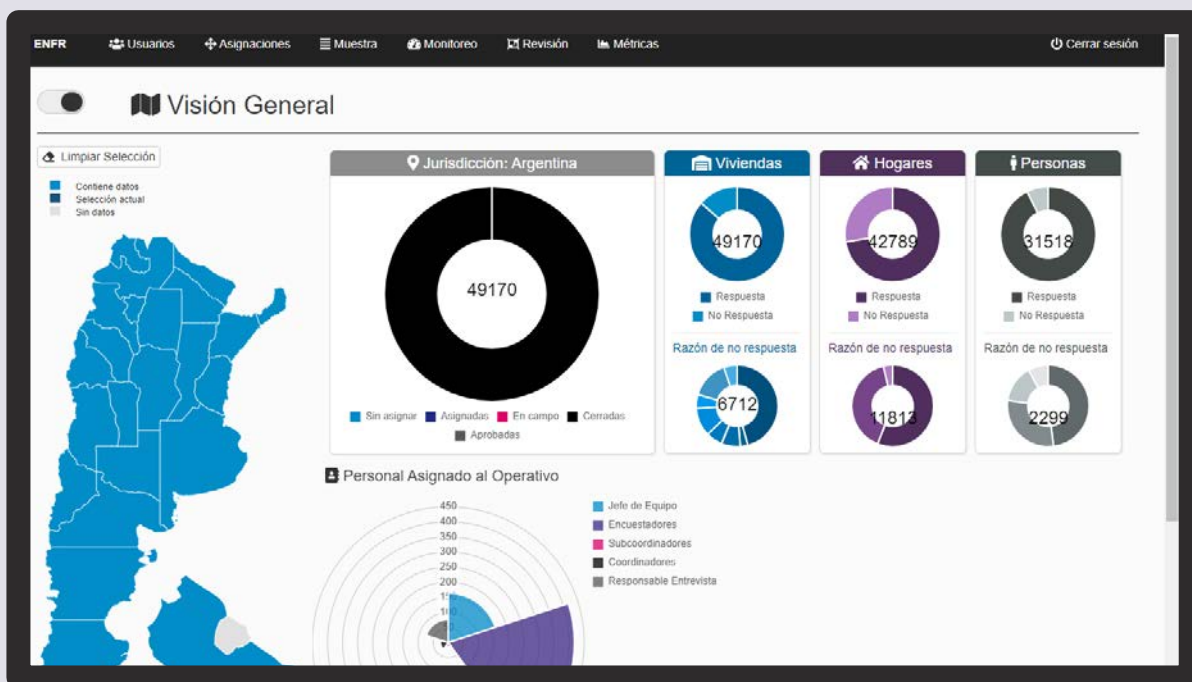 ENFR Usuarios Asignaciones Muestra Monitoreo Revisión Métricas Cerrar sesión
Visión General
Limpiar Selección
Contiene datos
Selección actual
Sin datos
Jurisdicción: Argentina
49170
Sin asignar Asignadas En campo Cerradas
Aprobadas
Viviendas
49170
Respuesta
No Respuesta
Razón de no respuesta
6712
Hogares
42789
Respuesta
No Respuesta
Razón de no respuesta
11813
Personas
31518
Respuesta
No Respuesta
Razón de no respuesta
2299
Personal Asignado al Operativo
450
400
350
300
250
200
Jefe de Equipo
Encuestadores
Subcoordinadores
Coordinadores
Responsable Entrevista